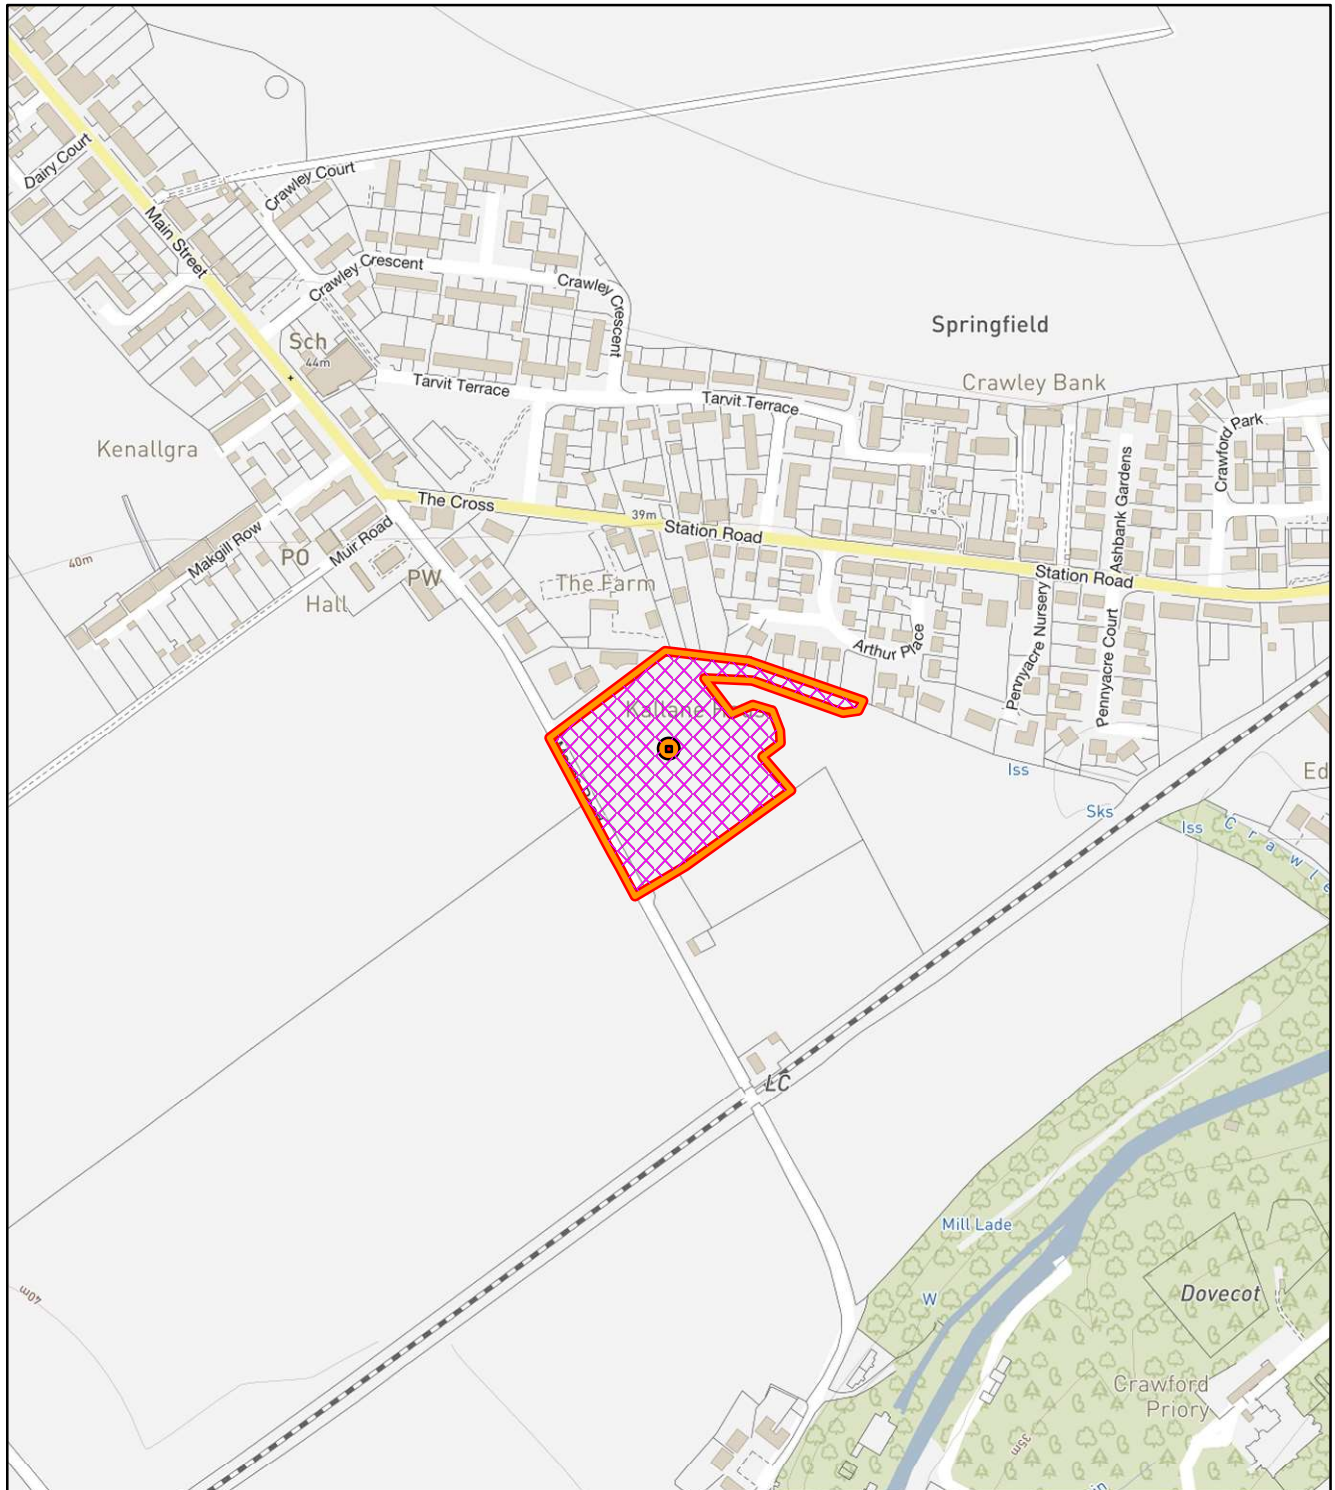 Dairy Court
Main Street
Crawley Court
Crawley Crescent
Crawley Crescent
Springfield
Sch
44m
Tarvit Terrace
Tarvit Terrace
Crawley Bank
Crawford Park
Kenallgra
The Cross
39m
Station Road
Ashbank Gardens
40m
Makgill Row
PO
Muir Road
PW
Hall
The Farm
Station Road
Arthur Place
Pennyacre Nursery
Pennyacre Court
Iss
Sks
Iss
Crawle
Ed
LC
Mill Lade
W
Dovecot
40m
Crawford
Priory
35m
in